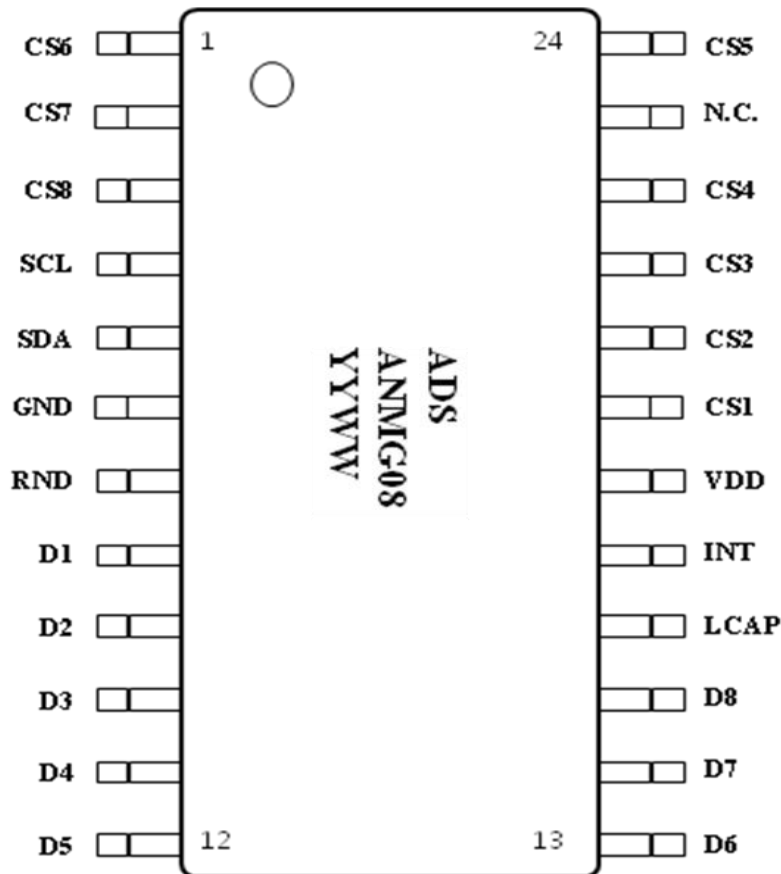 CS6 1 24 CS5
CS7 N.C.
CS8 CS4
SCL CS3
SDA CS2
GND CS1
RND VDD
D1 INT
D2 LCAP
D3 D8
D4 D7
D5 12 13 D6
ADS
ANMG08
YYWW